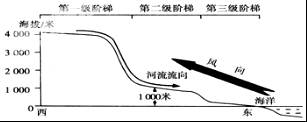 第一级阶梯 第二级阶梯 第三级阶梯
海拔/米
4 000
3 000
2 000
1 000
0
河流流向
1 000米
风向
海洋
西 东